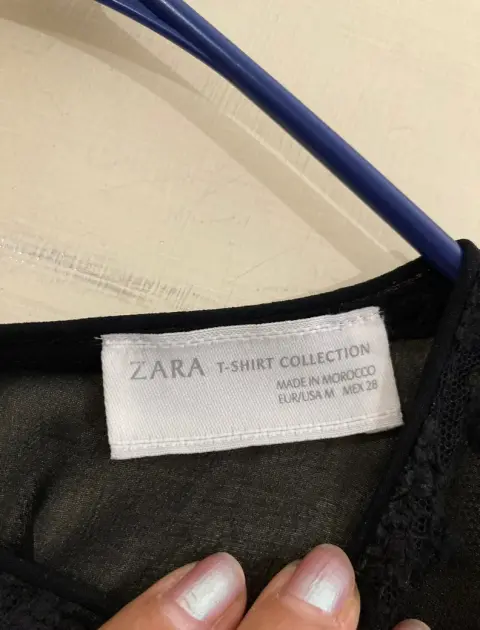 ZARA T-SHIRT COLLECTION
MADE IN MOROCCO
EUR/USA M MEX 28